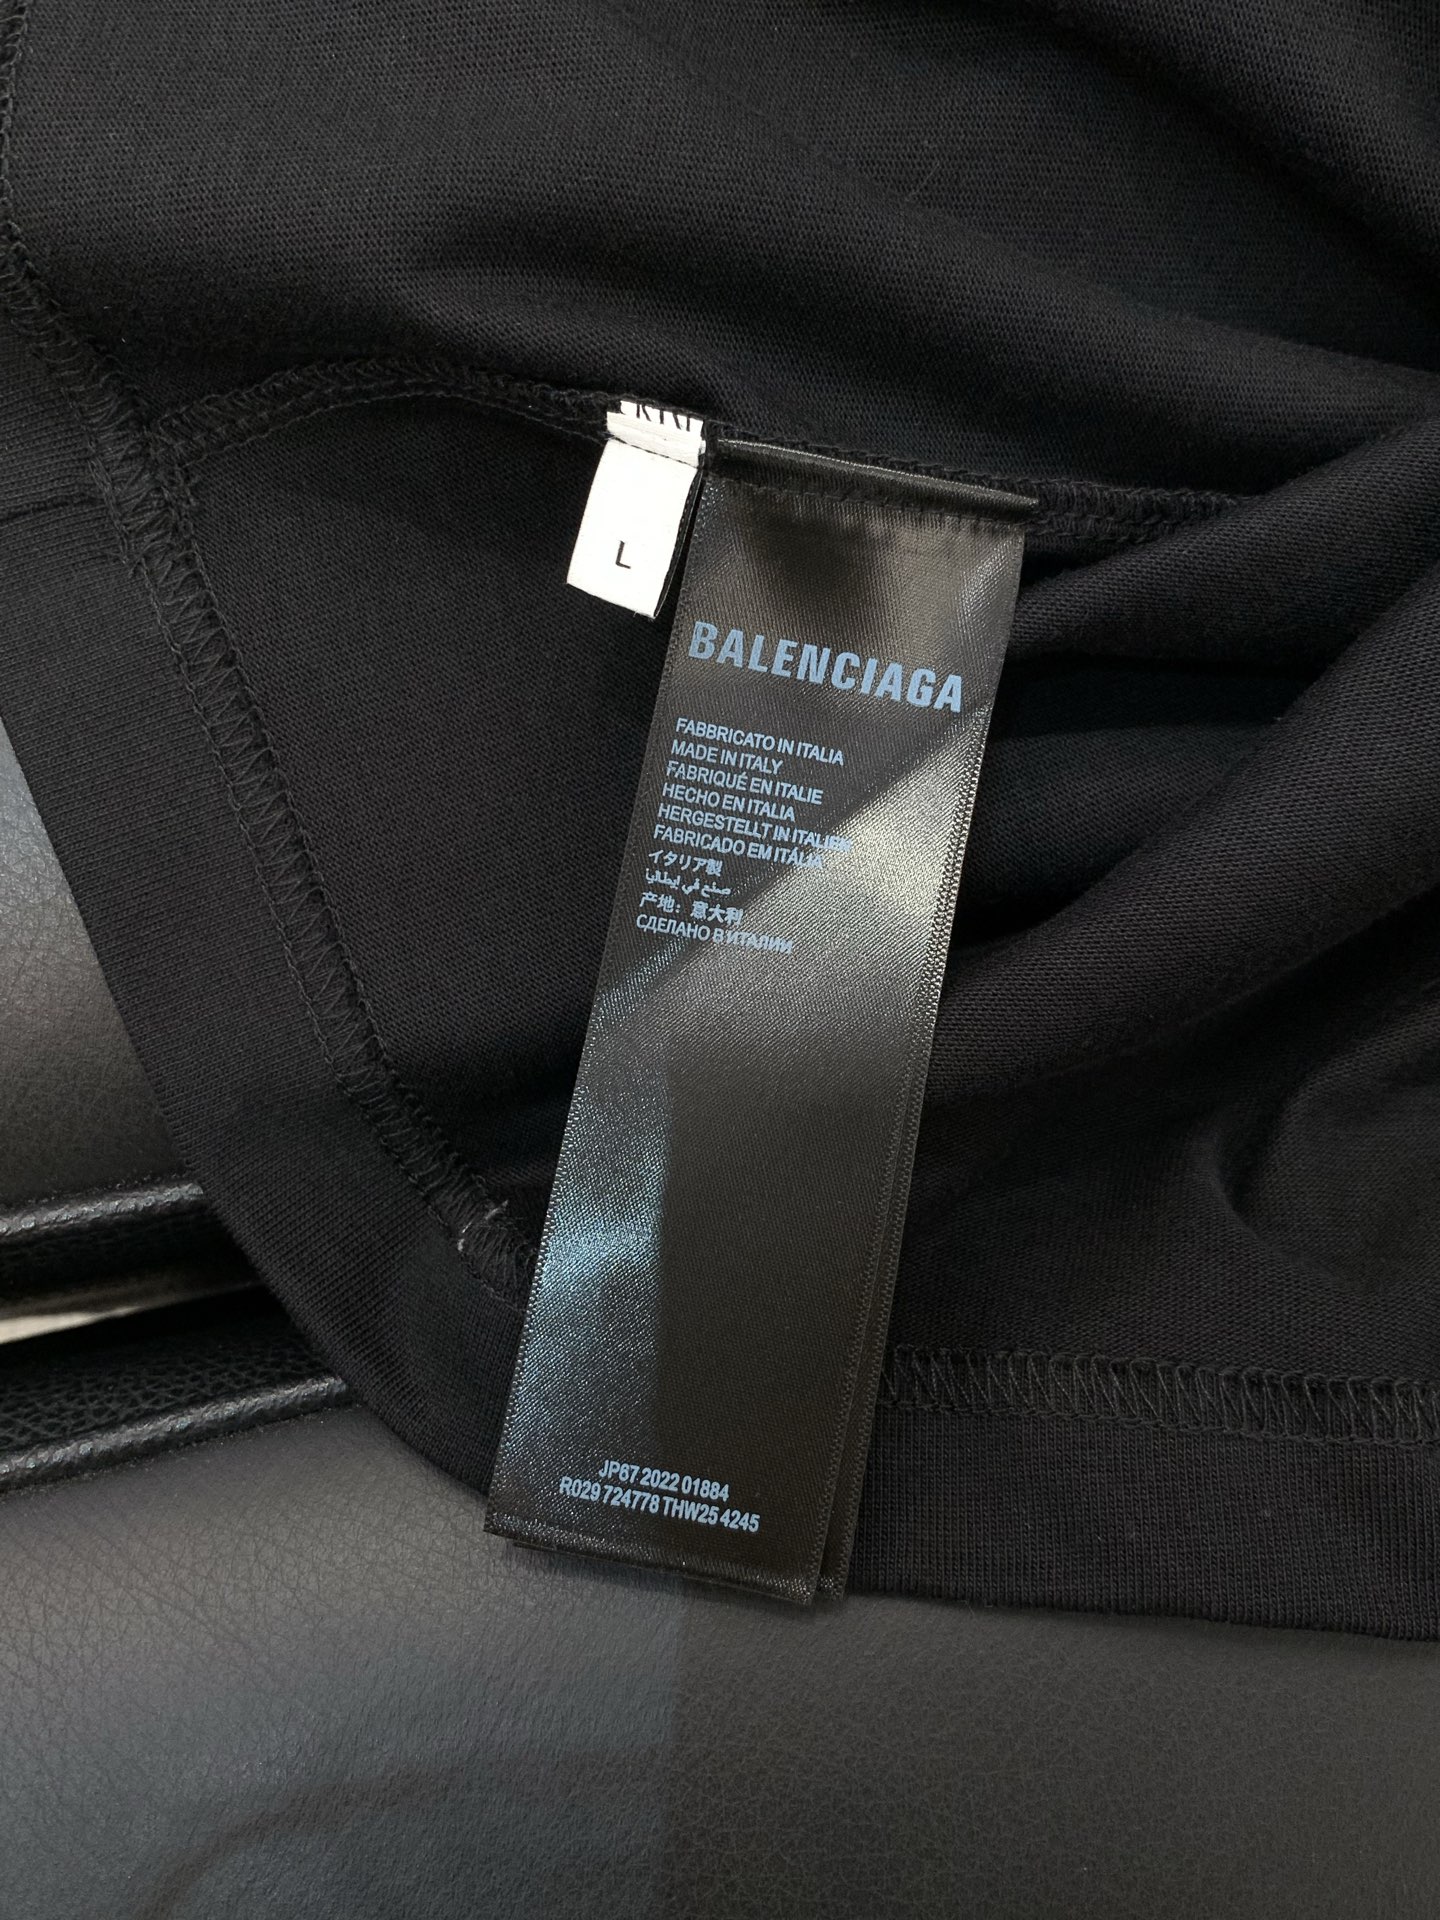 L
BALENCIAGA
FABBRICATO IN ITALIA
MADE IN ITALY
FABRIQUÉ EN ITALIE
HECHO EN ITALIA
HERGESTELLT IN ITALIEN
FABRICADO EM ITÁLIA
イタリア製
صنع في إيطاليا
产地：意大利
СДЕЛАНО В ИТАЛИИ
JP67 2022 01884
R029 724778 THW25 4245